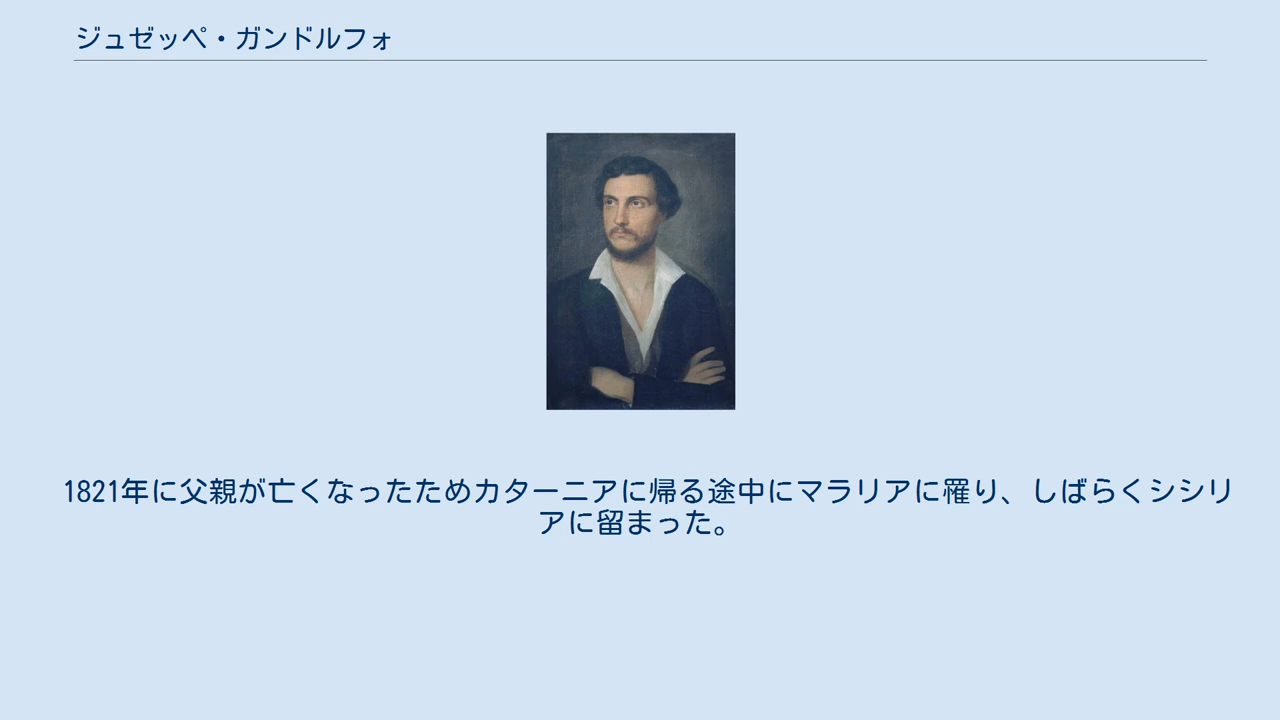 ジュゼッペ・ガンドルフォ
1821年に父親が亡くなったためカターニアに帰る途中にマラリアに罹り、しばらくシシリ
アに留まった。